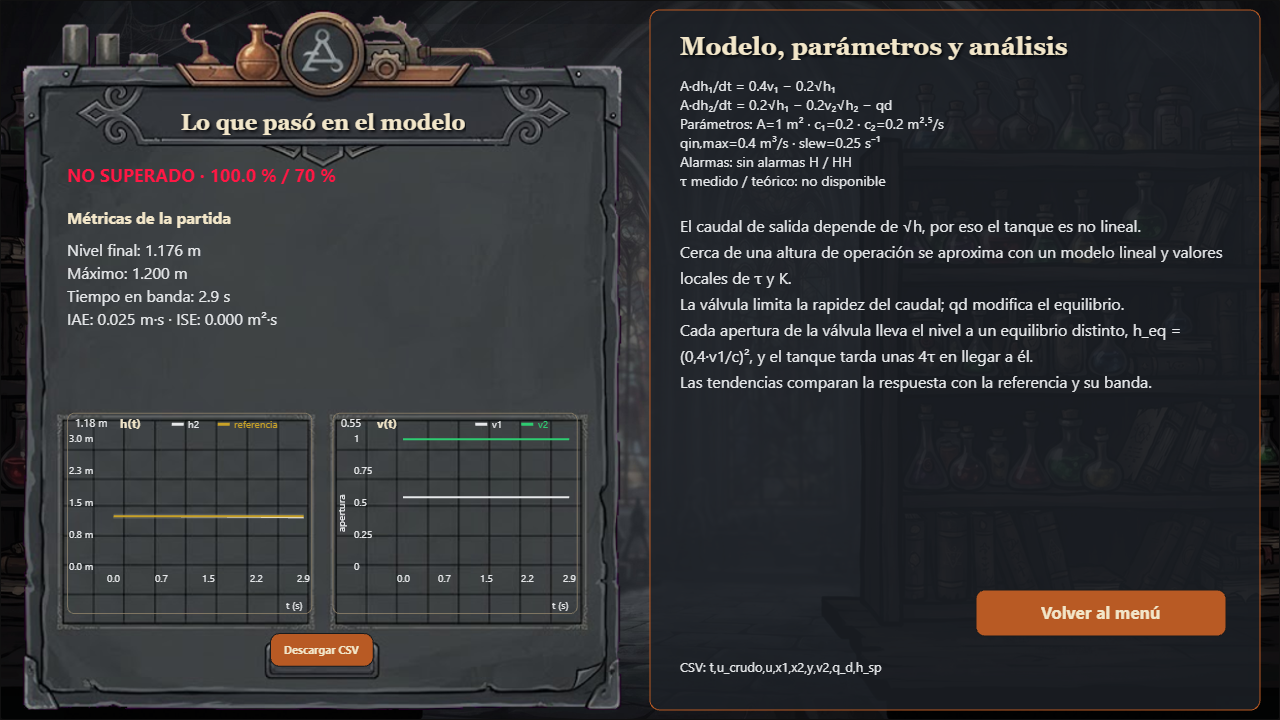 Lo que pasó en el modelo
NO SUPERADO · 100.0 % / 70 %
Métricas de la partida
Nivel final: 1.176 m
Máximo: 1.200 m
Tiempo en banda: 2.9 s
IAE: 0.025 m·s · ISE: 0.000 m²·s
1.18 m h(t) h2 referencia
3.0 m
2.3 m
1.5 m
0.8 m
0.0 m
0.0 0.7 1.5 2.2 2.9
t (s)
0.55 v(t) v1 v2
1
0.75
0.5
0.25
0
apertura
0.0 0.7 1.5 2.2 2.9
t (s)
Descargar CSV
Modelo, parámetros y análisis
A·dh₁/dt = 0.4v₁ − 0.2√h₁
A·dh₂/dt = 0.2√h₁ − 0.2v₂√h₂ − qd
Parámetros: A=1 m² · c₁=0.2 · c₂=0.2 m²·⁵/s
qin,max=0.4 m³/s · slew=0.25 s⁻¹
Alarmas: sin alarmas H / HH
τ medido / teórico: no disponible
El caudal de salida depende de √h, por eso el tanque es no lineal.
Cerca de una altura de operación se aproxima con un modelo lineal y valores
locales de τ y K.
La válvula limita la rapidez del caudal; qd modifica el equilibrio.
Cada apertura de la válvula lleva el nivel a un equilibrio distinto, h_eq =
(0,4·v1/c)², y el tanque tarda unas 4τ en llegar a él.
Las tendencias comparan la respuesta con la referencia y su banda.
Volver al menú
CSV: t,u_crudo,u,x1,x2,y,v2,q_d,h_sp